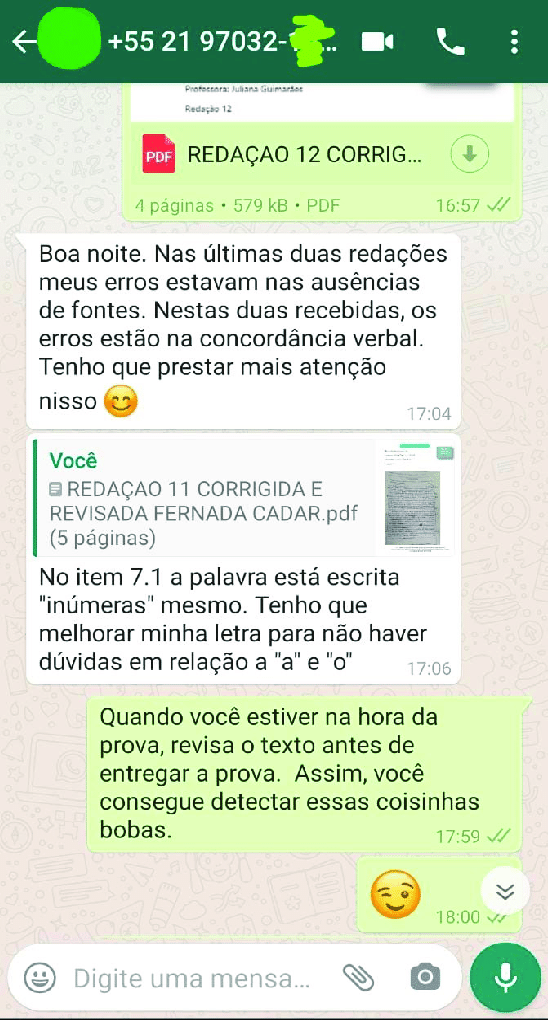 +55 21 97032-
Professora: Juliana Guimarães
Redação 12
PDF
REDAÇAO 12 CORRIG...
4 páginas • 579 kB • PDF
16:57
Boa noite. Nas últimas duas redações
meus erros estavam nas ausências
de fontes. Nestas duas recebidas, os
erros estão na concordância verbal.
Tenho que prestar mais atenção
nisso 😊
17:04
Você
REDAÇAO 11 CORRIGIDA E
REVISADA FERNADA CADAR.pdf
(5 páginas)
No item 7.1 a palavra está escrita
"inúmeras" mesmo. Tenho que
melhorar minha letra para não haver
dúvidas em relação a "a" e "o"
17:06
Quando você estiver na hora da
prova, revisa o texto antes de
entregar a prova.  Assim, você
consegue detectar essas coisinhas
bobas.
17:59
😉
18:00
Digite uma mensa...